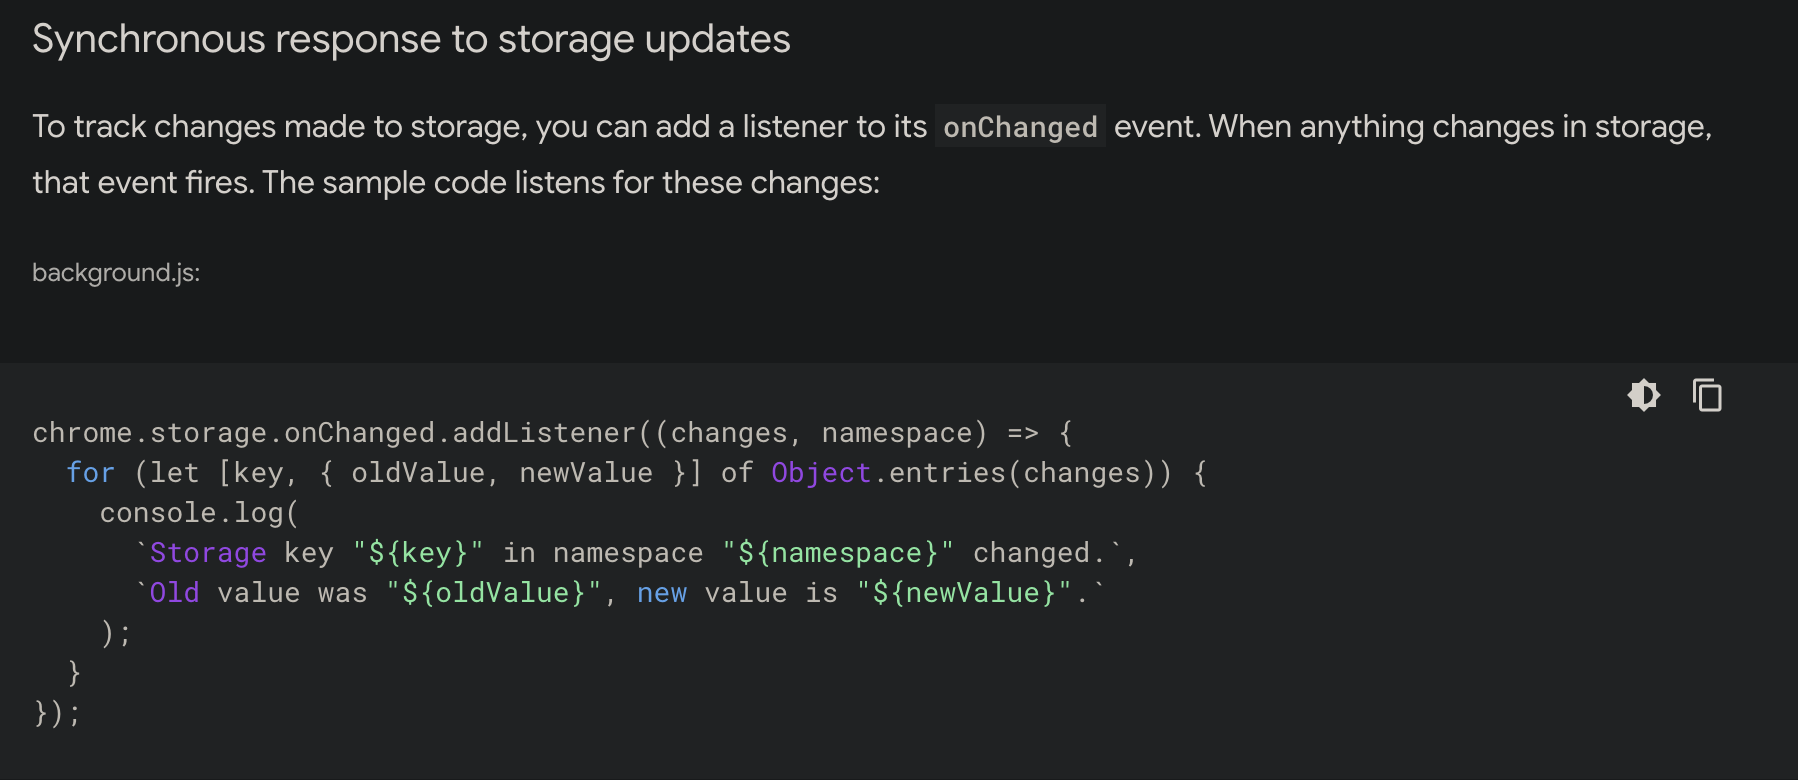 Synchronous response to storage updates
To track changes made to storage, you can add a listener to its onChanged event. When anything changes in storage,
that event fires. The sample code listens for these changes:
background.js:
chrome.storage.onChanged.addListener((changes, namespace) => {
  for (let [key, { oldValue, newValue }] of Object.entries(changes)) {
    console.log(
      `Storage key "${key}" in namespace "${namespace}" changed.`,
      `Old value was "${oldValue}", new value is "${newValue}".`
    );
  }
});